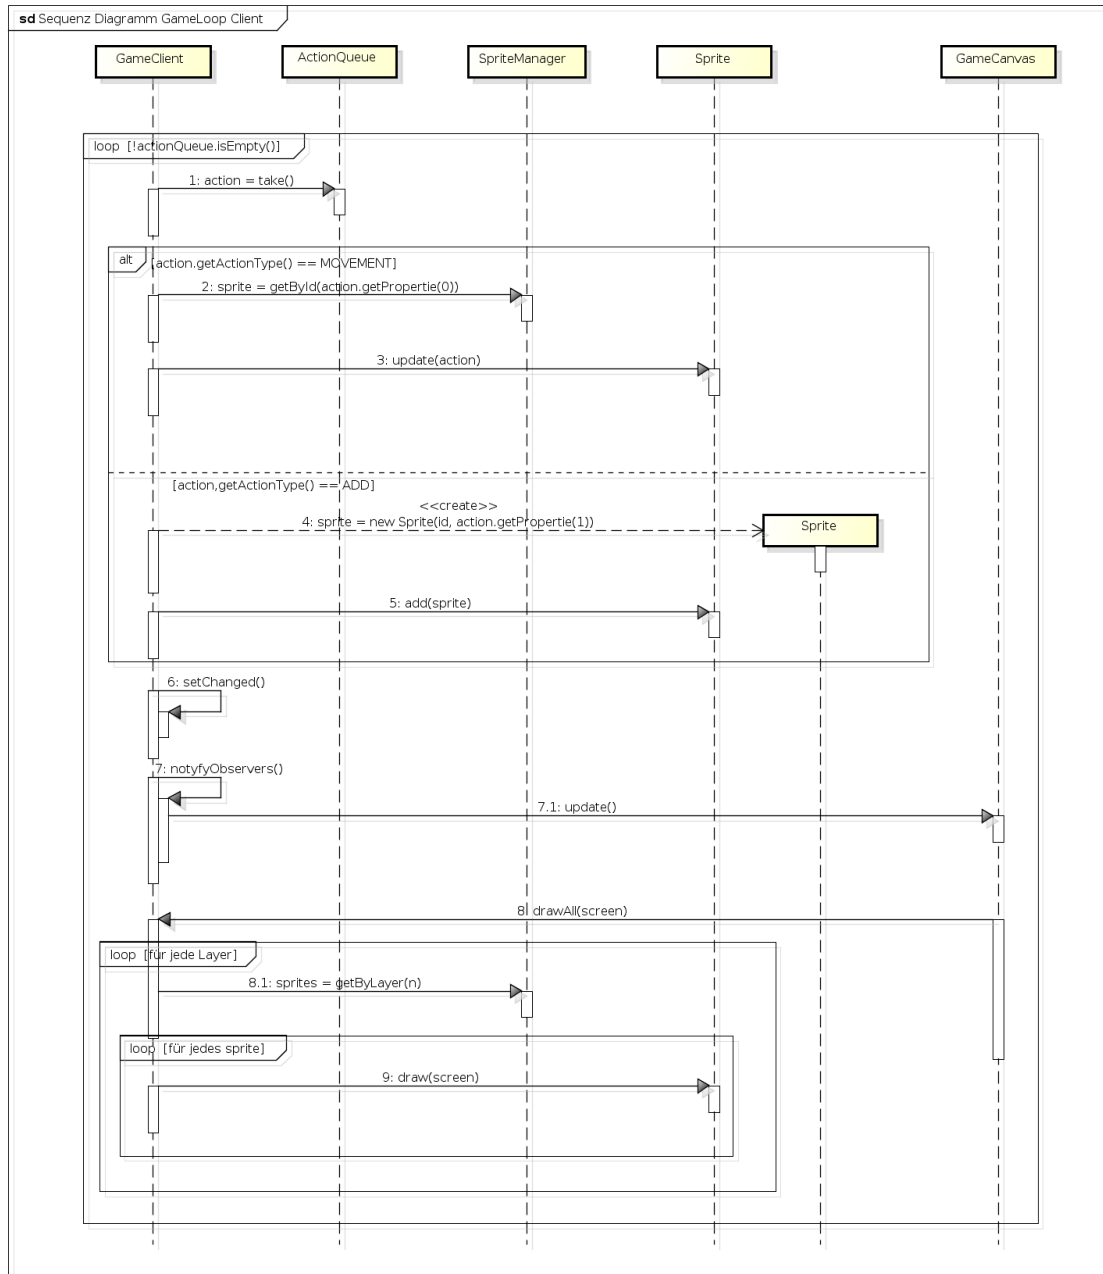 sd Sequenz Diagramm GameLoop Client
GameClient
ActionQueue
SpriteManager
Sprite
GameCanvas
loop [!actionQueue.isEmpty()]
1: action = take()
alt
[action.getActionType() == MOVEMENT]
2: sprite = getById(action.getPropertie(0))
3: update(action)
[action,getActionType() == ADD]
<<create>>
4: sprite = new Sprite(id, action.getPropertie(1))
Sprite
5: add(sprite)
6: setChanged()
7: notyfyObservers()
7.1: update()
8: drawAll(screen)
loop [für jede Layer]
8.1: sprites = getByLayer(n)
loop [für jedes sprite]
9: draw(screen)